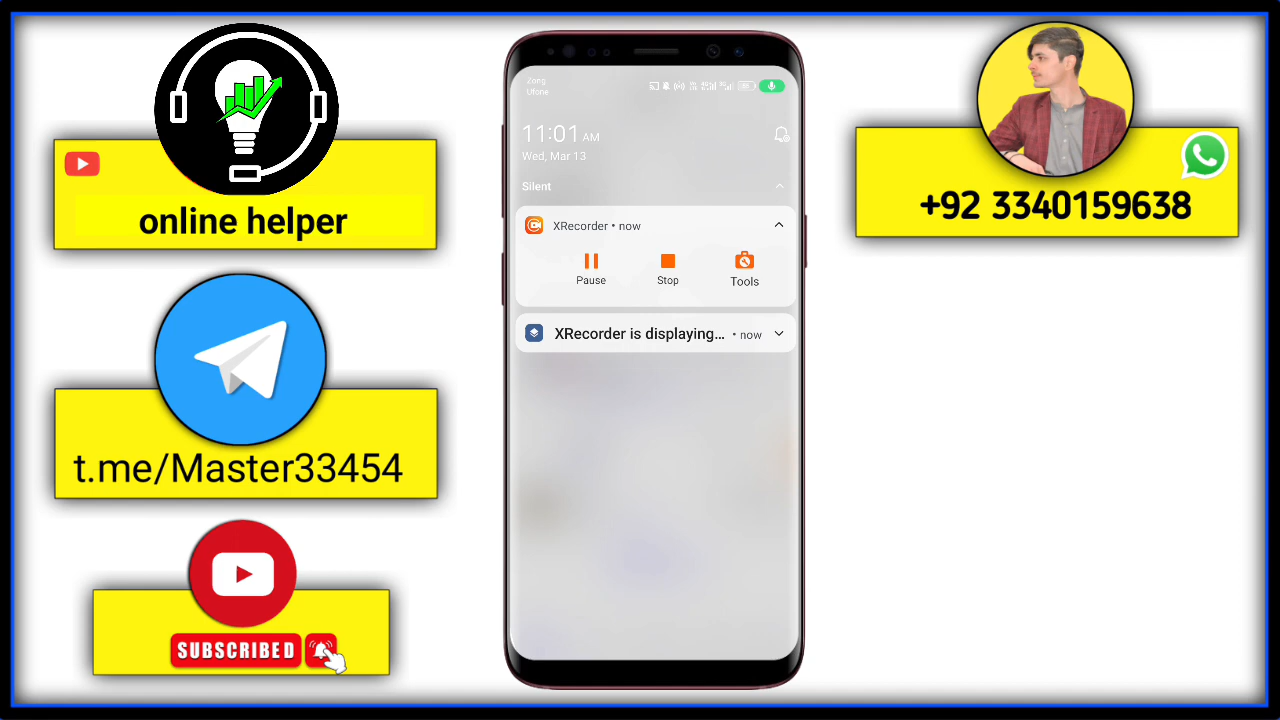 online helper
t.me/Master33454
SUBSCRIBED
Zong
Ufone
11:01 AM
Wed, Mar 13
Silent
XRecorder • now
Pause
Stop
Tools
XRecorder is displaying... • now
+92 3340159638